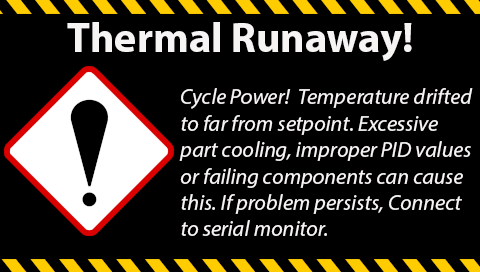 Thermal Runaway!
Cycle Power!  Temperature drifted
to far from setpoint. Excessive
part cooling, improper PID values
or failing components can cause
this. If problem persists, Connect
to serial monitor.